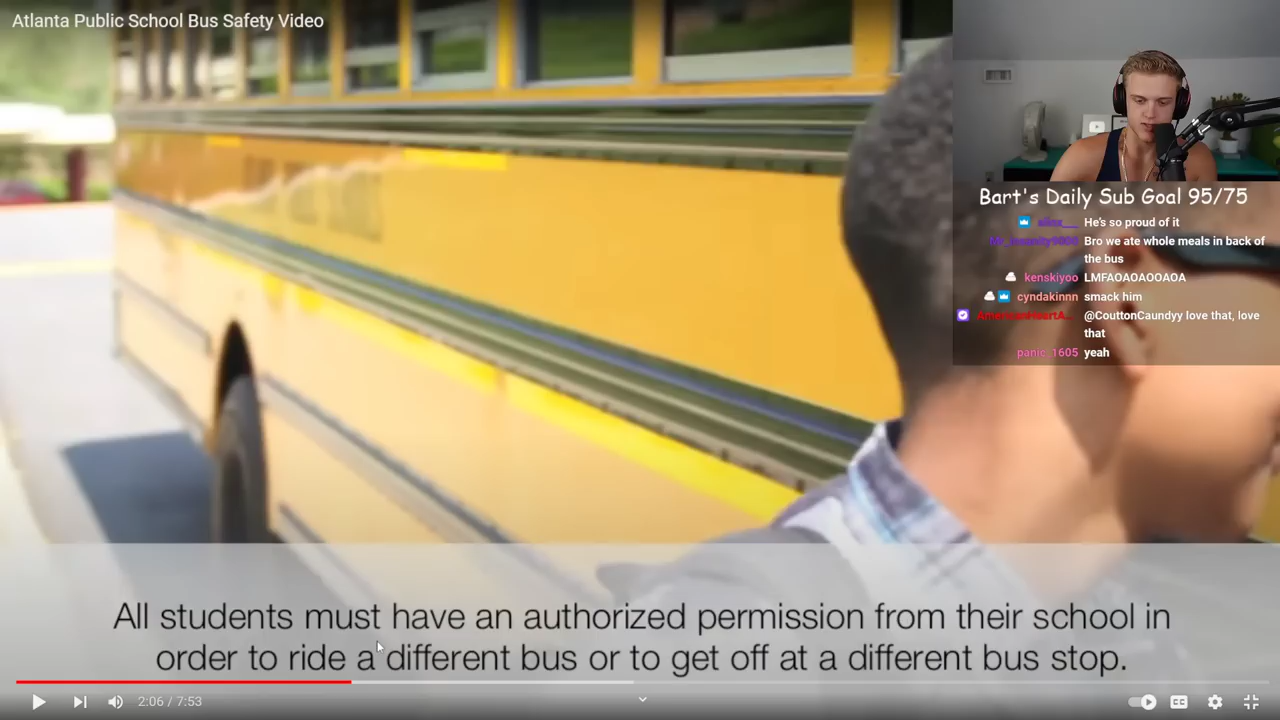 Atlanta Public School Bus Safety Video
Bart's Daily Sub Goal 95/75
He's so proud of it
Bro we ate whole meals in back of
the bus
kenskiyoo LMFAOAOAOOAOA
cyndakinnn smack him
@CouttonCaundyy love that, love
that
panic_1605 yeah
All students must have an authorized permission from their school in
order to ride a different bus or to get off at a different bus stop.
2:06 / 7:53
CC